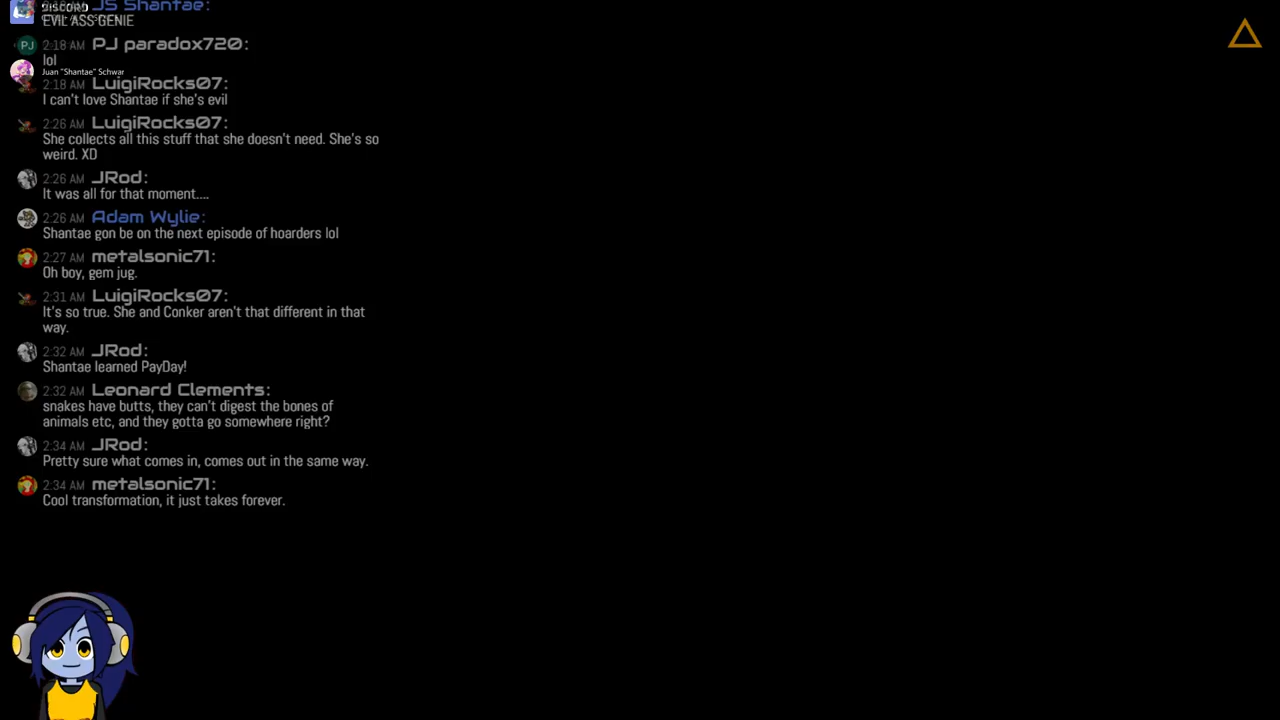 JS Shantae:
DISCORD
EVIL ASS GENIE
PJ 2:18 AM PJ paradox720:
lol
Juan "Shantae" Schwar
2:18 AM LuigiRocks07:
I can't love Shantae if she's evil
2:26 AM LuigiRocks07:
She collects all this stuff that she doesn't need. She's so
weird. XD
2:26 AM JRod:
It was all for that moment....
2:26 AM Adam Wylie:
Shantae gon be on the next episode of hoarders lol
2:27 AM metalsonic71:
Oh boy, gem jug.
2:31 AM LuigiRocks07:
It's so true. She and Conker aren't that different in that
way.
2:32 AM JRod:
Shantae learned PayDay!
2:32 AM Leonard Clements:
snakes have butts, they can't digest the bones of
animals etc, and they gotta go somewhere right?
2:34 AM JRod:
Pretty sure what comes in, comes out in the same way.
2:34 AM metalsonic71:
Cool transformation, it just takes forever.